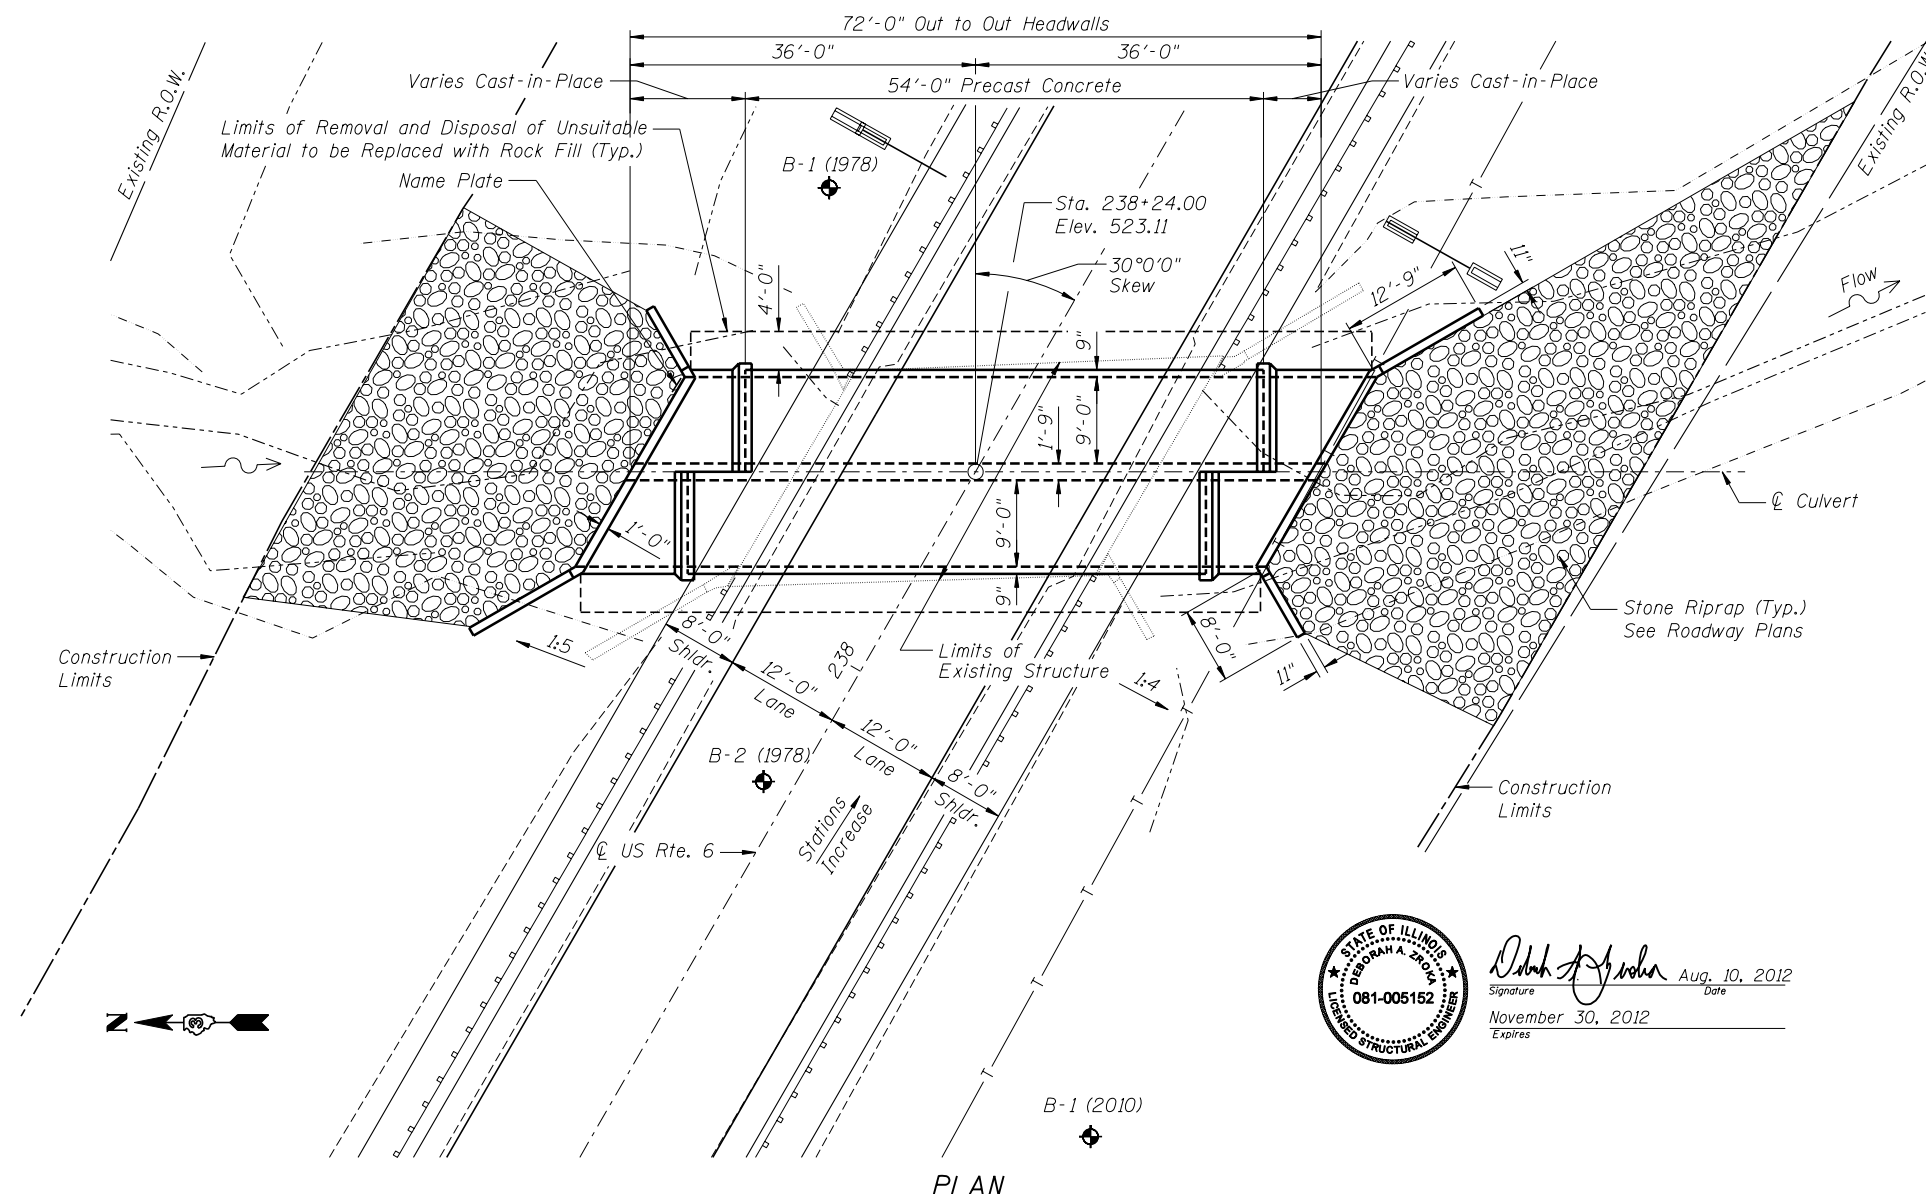 72'-0" Out to Out Headwalls
36'-0"
36'-0"
Varies Cast-in-Place
54'-0" Precast Concrete
Varies Cast-in-Place
Existing R.O.W.
Existing R.O.W.
Limits of Removal and Disposal of Unsuitable
Material to be Replaced with Rock Fill (Typ.)
Name Plate
B-1 (1978)
Sta. 238+24.00
Elev. 523.11
30°0'0"
Skew
T
11"
12'-9"
Flow
4'-0"
9"
1'-9"
9'-0"
9'-0"
9"
1'-0"
℄ Culvert
Stone Riprap (Typ.)
See Roadway Plans
Construction
Limits
1:5
8'-0"
Shldr.
12'-0"
Lane
238
Limits of
Existing Structure
1:4
8'-0"
11"
T
12'-0"
Lane
8'-0"
Shldr.
B-2 (1978)
Stations
Increase
℄ US Rte. 6
T
Construction
Limits
T
T
T
N
3
STATE OF ILLINOIS
DEBORAH A. ZROKA
081-005152
LICENSED STRUCTURAL ENGINEER
Aug. 10, 2012
Signature
Date
November 30, 2012
Expires
B-1 (2010)
PLAN